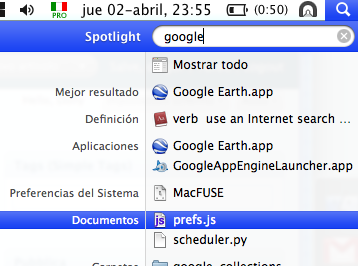 PRO jue 02-abril, 23:55 (0:50)
Spotlight google
Mostrar todo
Mejor resultado Google Earth.app
Definición verb use an Internet search ...
Aplicaciones Google Earth.app
GoogleAppEngineLauncher.app
Preferencias del Sistema MacFUSE
Documentos prefs.js
scheduler.py
Carpetas google_collections